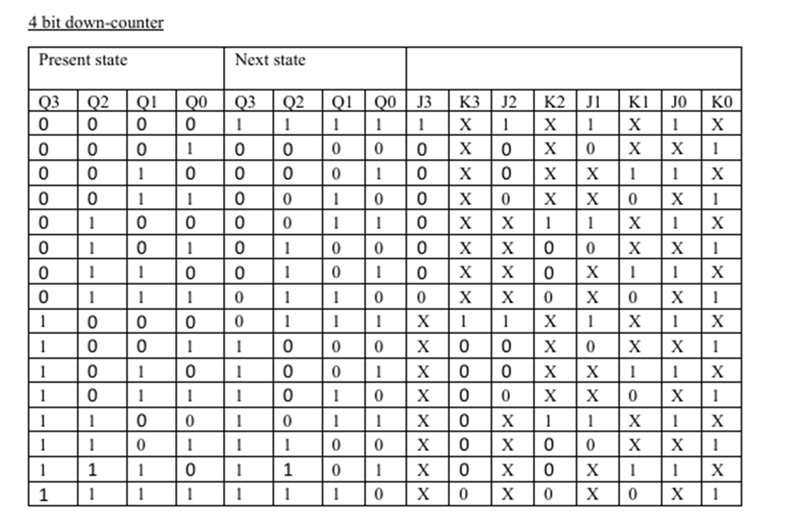 4 bit down-counter
Present state Next state
Q3 Q2 Q1 Q0 Q3 Q2 Q1 Q0 J3 K3 J2 K2 J1 K1 J0 K0
0 0 0 0 1 1 1 1 1 X 1 X 1 X 1 X
0 0 0 1 0 0 0 0 0 X 0 X 0 X X 1
0 0 1 0 0 0 0 1 0 X 0 X X 1 1 X
0 0 1 1 0 0 1 0 0 X 0 X X 0 X 1
0 1 0 0 0 0 1 1 0 X X 1 1 X 1 X
0 1 0 1 0 1 0 0 0 X X 0 0 X X 1
0 1 1 0 0 1 0 1 0 X X 0 X 1 1 X
0 1 1 1 0 1 1 0 0 X X 0 X 0 X 1
1 0 0 0 0 1 1 1 X 1 1 X 1 X 1 X
1 0 0 1 1 0 0 0 X 0 0 X 0 X X 1
1 0 1 0 1 0 0 1 X 0 0 X X 1 1 X
1 0 1 1 1 0 1 0 X 0 0 X X 0 X 1
1 1 0 0 1 0 1 1 X 0 X 1 1 X 1 X
1 1 0 1 1 1 0 0 X 0 X 0 0 X X 1
1 1 1 0 1 1 0 1 X 0 X 0 X 1 1 X
1 1 1 1 1 1 1 0 X 0 X 0 X 0 X 1